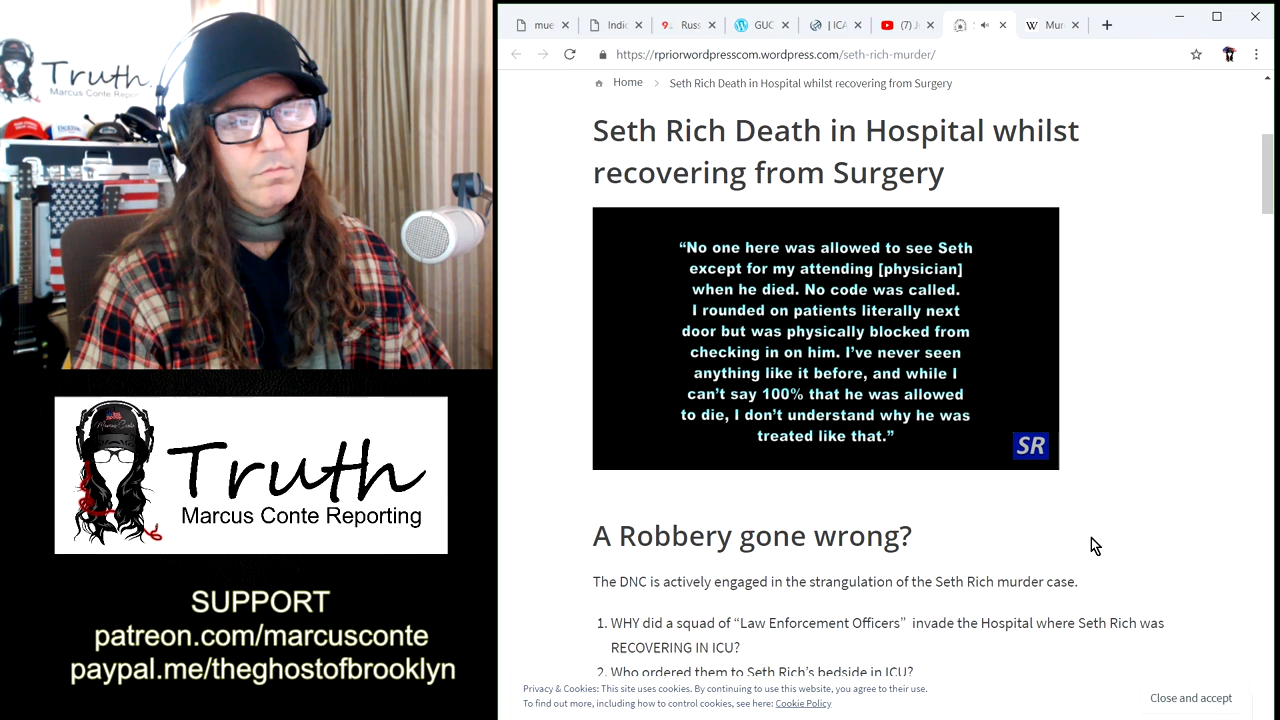 Truth
Marcus Conte Repor
mue
Indic
Russ
GUC
| ICA
(7) J
S
W Mur
https://rpriorwordpresscom.wordpress.com/seth-rich-murder/
Home > Seth Rich Death in Hospital whilst recovering from Surgery
Seth Rich Death in Hospital whilst
recovering from Surgery
“No one here was allowed to see Seth
except for my attending [physician]
when he died. No code was called.
I rounded on patients literally next
door but was physically blocked from
checking in on him. I’ve never seen
anything like it before, and while I
can’t say 100% that he was allowed
to die, I don’t understand why he was
treated like that.”
SR
A Robbery gone wrong?
The DNC is actively engaged in the strangulation of the Seth Rich murder case.
1. WHY did a squad of “Law Enforcement Officers” invade the Hospital where Seth Rich was
RECOVERING IN ICU?
2. Who ordered them to Seth Rich’s bedside in ICU?
Privacy & Cookies: This site uses cookies. By continuing to use this website, you agree to their use.
To find out more, including how to control cookies, see here: Cookie Policy
Close and accept
Truth
Marcus Conte Reporting
SUPPORT
patreon.com/marcusconte
paypal.me/theghostofbrooklyn